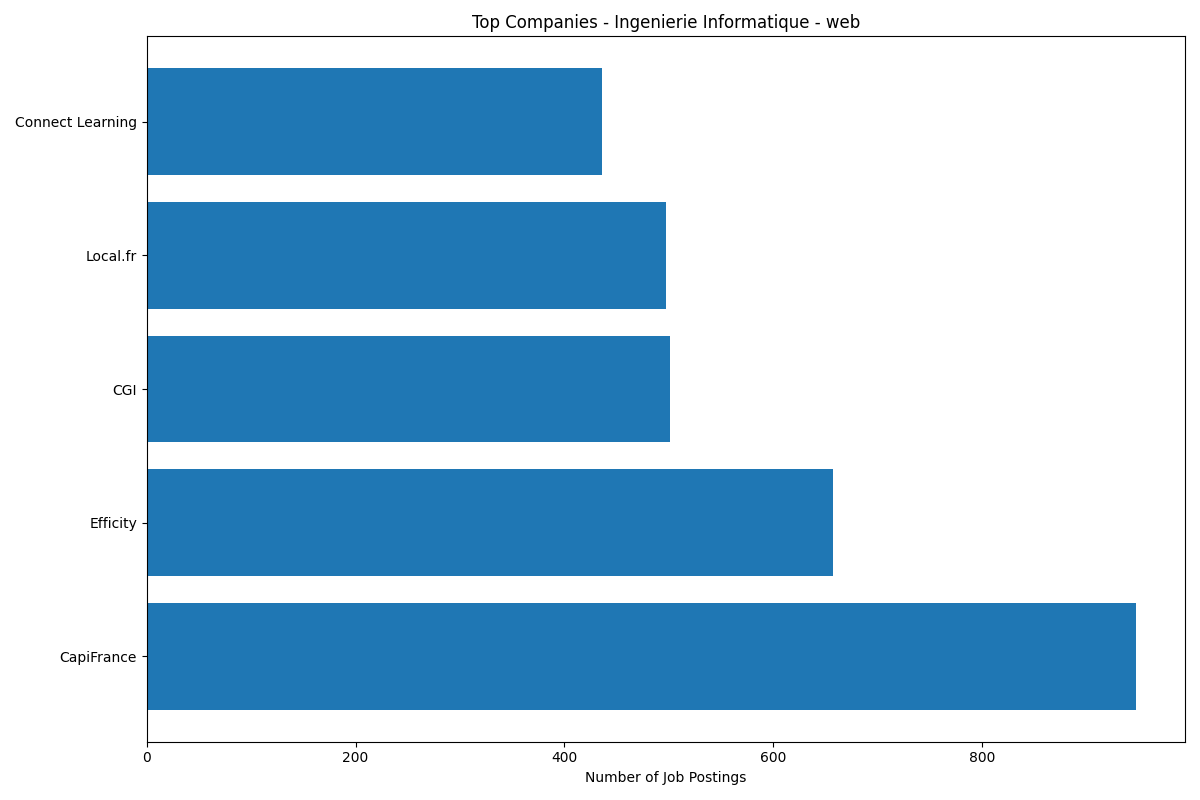 Top Companies - Ingenierie Informatique - web
Connect Learning
Local.fr
CGI
Efficity
CapiFrance
0 200 400 600 800
Number of Job Postings